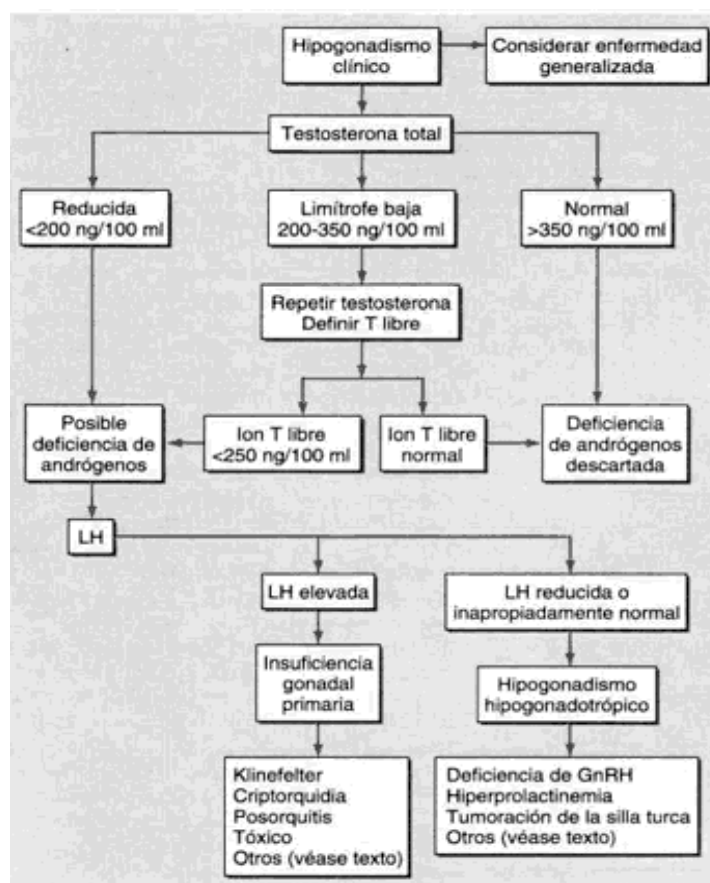 Hipogonadismo
clínico
Considerar enfermedad
generalizada
Testosterona total
Reducida
<200 ng/100 ml
Limítrofe baja
200-350 ng/100 ml
Normal
>350 ng/100 ml
Repetir testosterona
Definir T libre
Posible
deficiencia de
andrógenos
Ion T libre
<250 ng/100 ml
Ion T libre
normal
Deficiencia
de andrógenos
descartada
LH
LH elevada
LH reducida o
inapropiadamente normal
Insuficiencia
gonadal
primaria
Hipogonadismo
hipogonadotrópico
Klinefelter
Criptorquidia
Posorquitis
Tóxico
Otros (véase texto)
Deficiencia de GnRH
Hiperprolactinemia
Tumoración de la silla turca
Otros (véase texto)